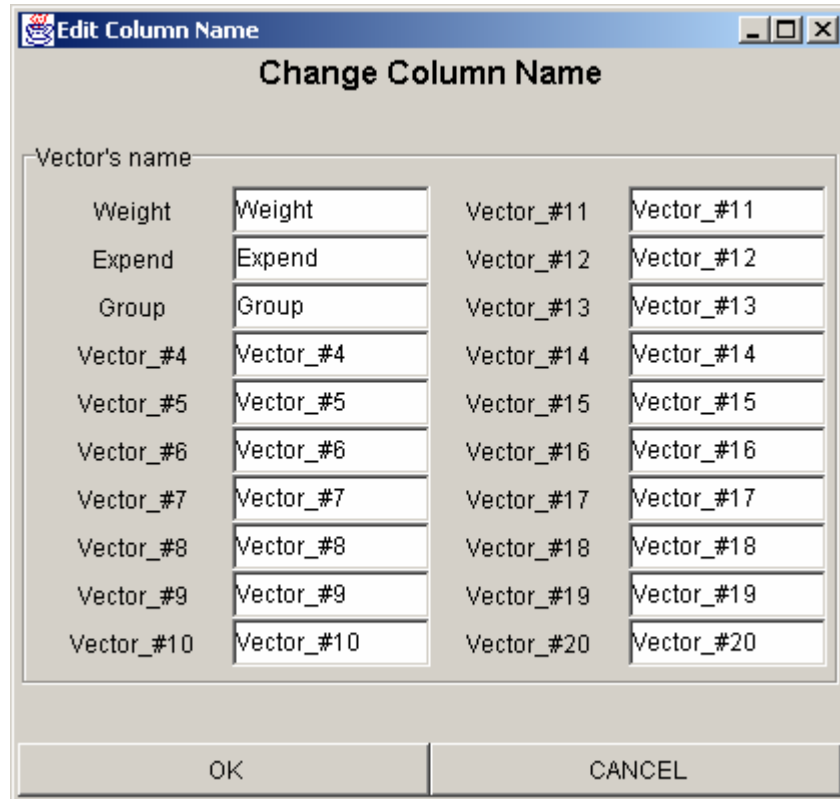 Edit Column Name
Change Column Name
Vector's name
Weight Weight Vector_#11 Vector_#11
Expend Expend Vector_#12 Vector_#12
Group Group Vector_#13 Vector_#13
Vector_#4 Vector_#4 Vector_#14 Vector_#14
Vector_#5 Vector_#5 Vector_#15 Vector_#15
Vector_#6 Vector_#6 Vector_#16 Vector_#16
Vector_#7 Vector_#7 Vector_#17 Vector_#17
Vector_#8 Vector_#8 Vector_#18 Vector_#18
Vector_#9 Vector_#9 Vector_#19 Vector_#19
Vector_#10 Vector_#10 Vector_#20 Vector_#20
OK CANCEL